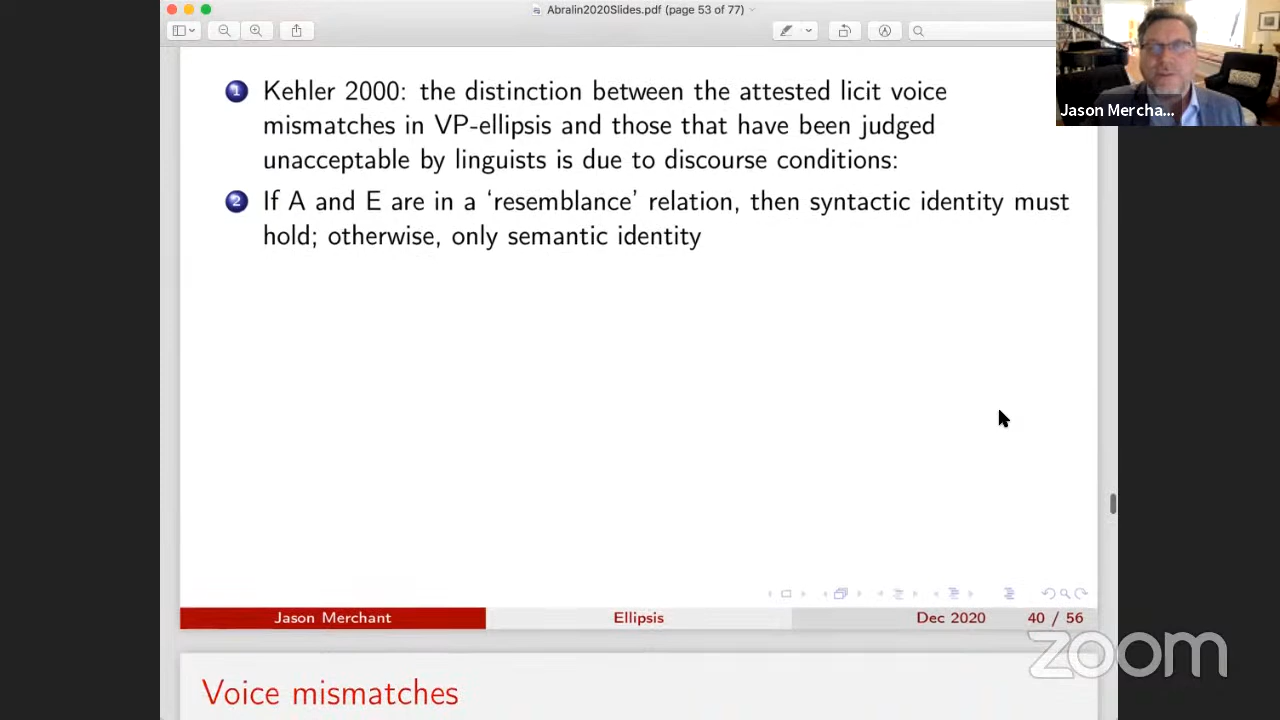 Abralin2020Slides.pdf (page 53 of 77)
Jason Mercha...
1 Kehler 2000: the distinction between the attested licit voice
mismatches in VP-ellipsis and those that have been judged
unacceptable by linguists is due to discourse conditions:
2 If A and E are in a ‘resemblance’ relation, then syntactic identity must
hold; otherwise, only semantic identity
Jason Merchant Ellipsis Dec 2020 40 / 56
zoom
Voice mismatches